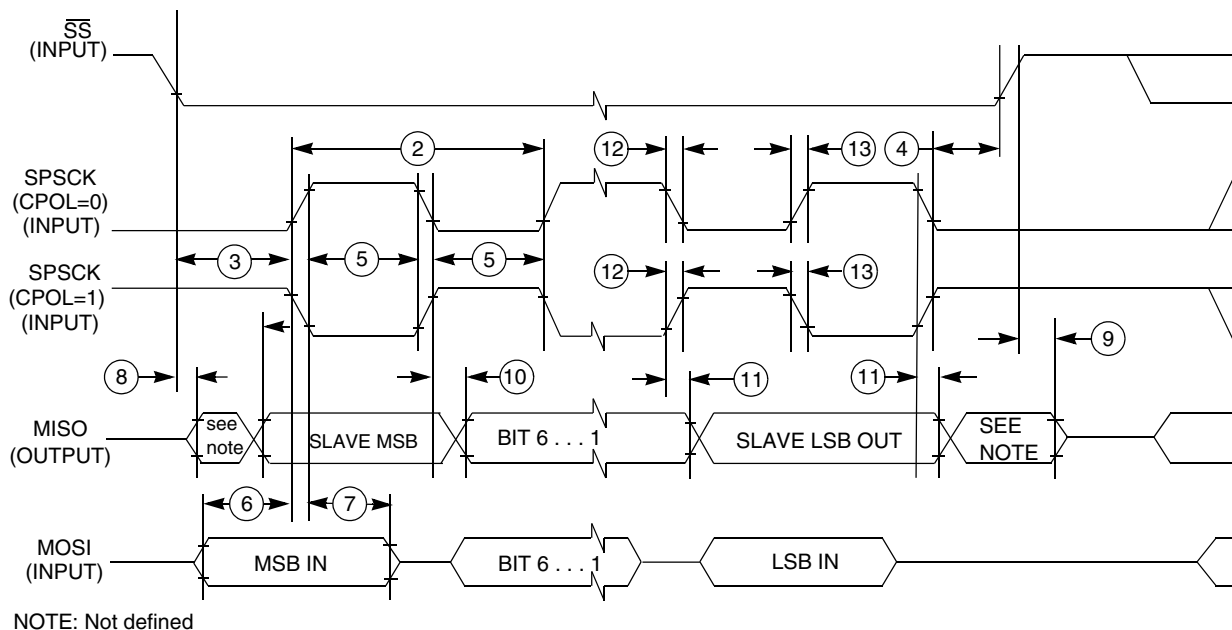 SS
(INPUT)
2
12
13
4
SPSCK
(CPOL=0)
(INPUT)
3
5
5
SPSCK
(CPOL=1)
(INPUT)
12
13
8
10
11
11
9
MISO
(OUTPUT)
see
note
SLAVE MSB
BIT 6 . . . 1
SLAVE LSB OUT
SEE
NOTE
6
7
MOSI
(INPUT)
MSB IN
BIT 6 . . . 1
LSB IN
NOTE: Not defined